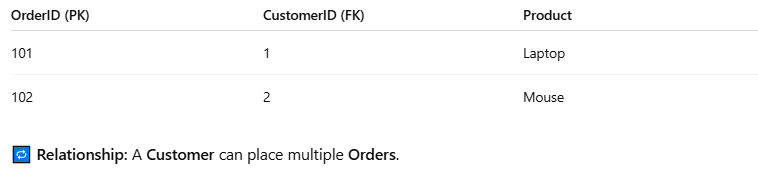 OrderID (PK) CustomerID (FK) Product
101 1 Laptop
102 2 Mouse
🔁 Relationship: A Customer can place multiple Orders.